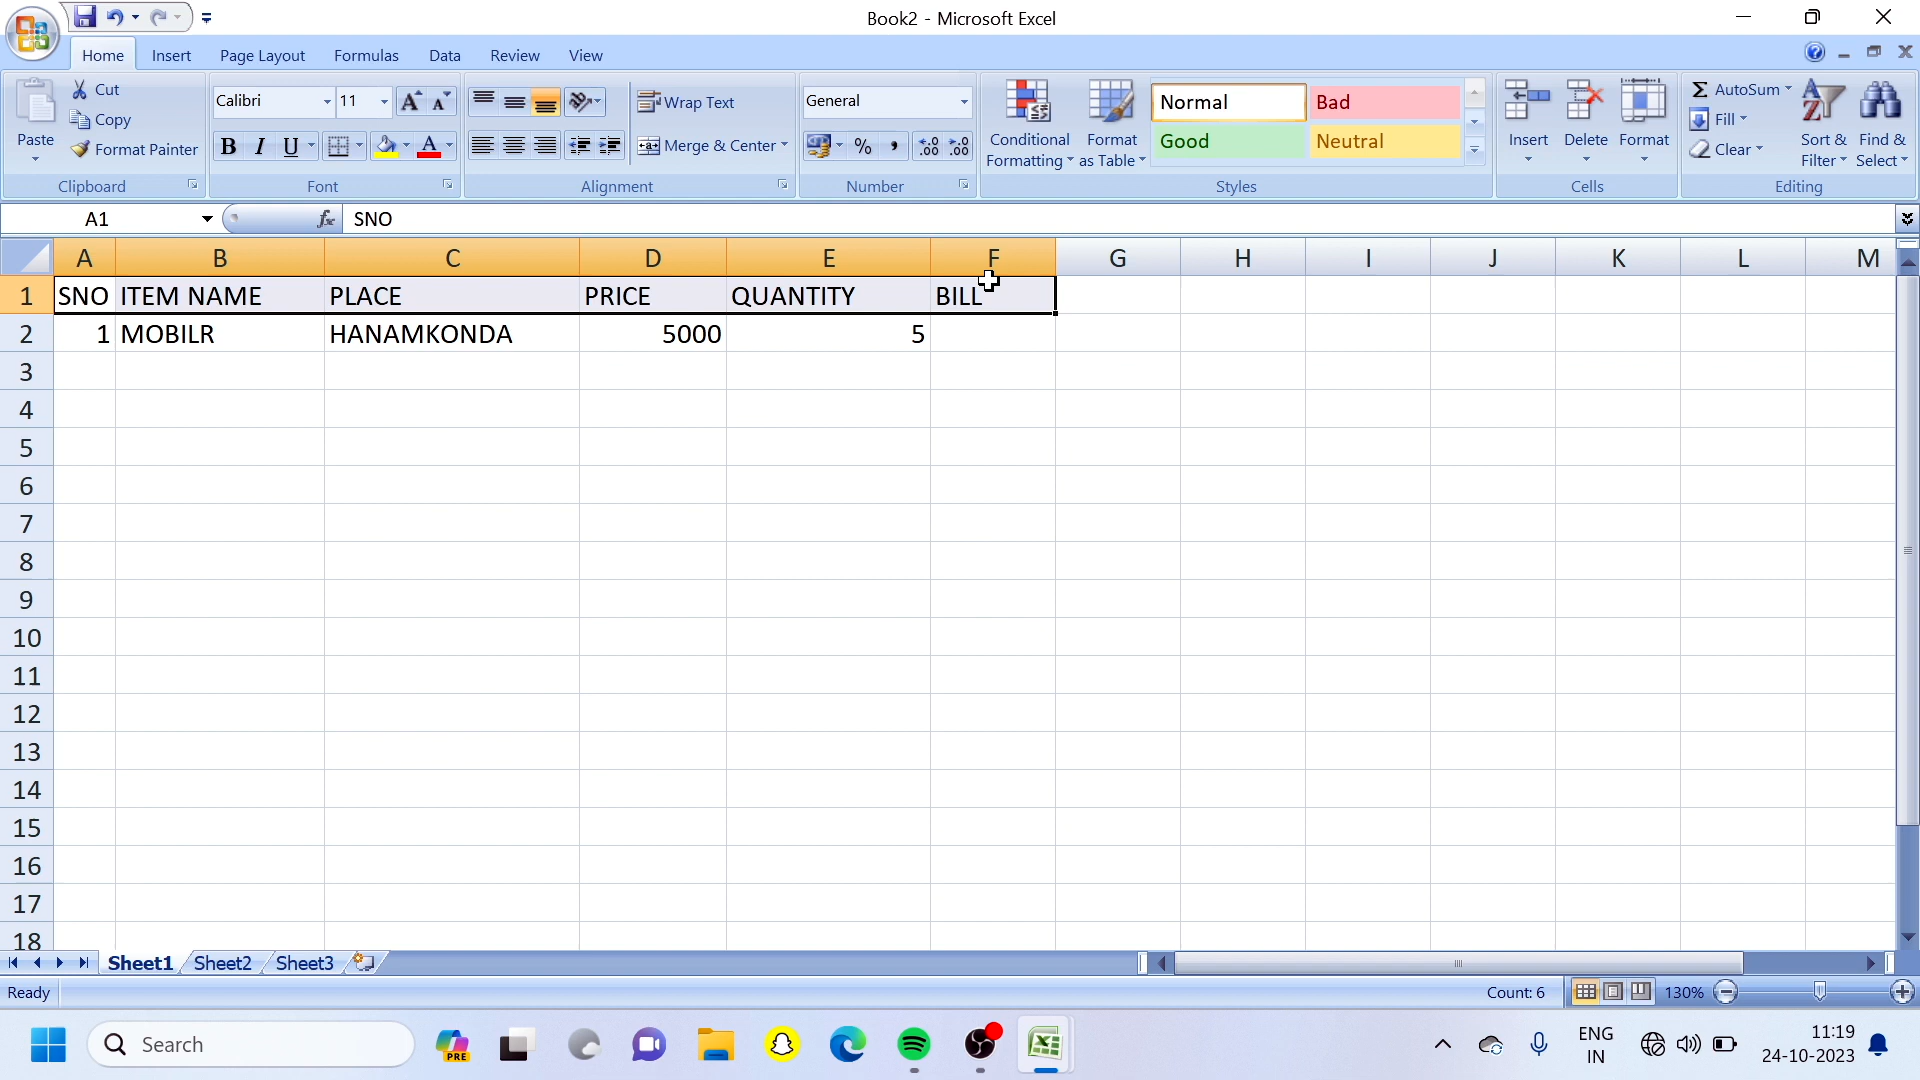 Book2 - Microsoft Excel
Home Insert Page Layout Formulas Data Review View
Paste
Cut
Copy
Format Painter
Clipboard
Calibri 11
B I U A
Font
Wrap Text
Merge & Center
Alignment
General
% ,
Number
Conditional Formatting
Format as Table
Normal Bad
Good Neutral
Styles
Insert Delete Format
Cells
Σ AutoSum
Fill
Clear
Sort & Filter
Find & Select
Editing
A1 fx SNO
A B C D E F G H I J K L M
1 SNO ITEM NAME PLACE PRICE QUANTITY BILL
2 1 MOBILR HANAMKONDA 5000 5
3
4
5
6
7
8
9
10
11
12
13
14
15
16
17
18
Sheet1 Sheet2 Sheet3
Ready Count: 6 130%
Search
PRE
ENG
IN
11:19
24-10-2023